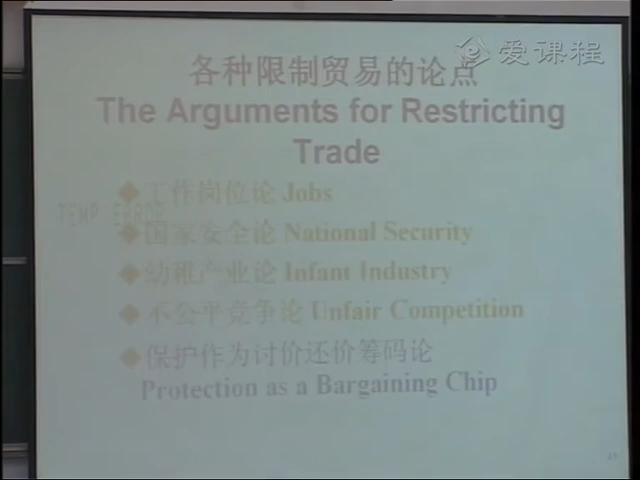 爱课程
各种限制贸易的论点
The Arguments for Restricting
Trade
◆工作岗位论 Jobs
TEMP ERROR
◆国家安全论 National Security
◆幼稚产业论 Infant Industry
◆不公平竞争论 Unfair Competition
◆保护作为讨价还价筹码论
Protection as a Bargaining Chip